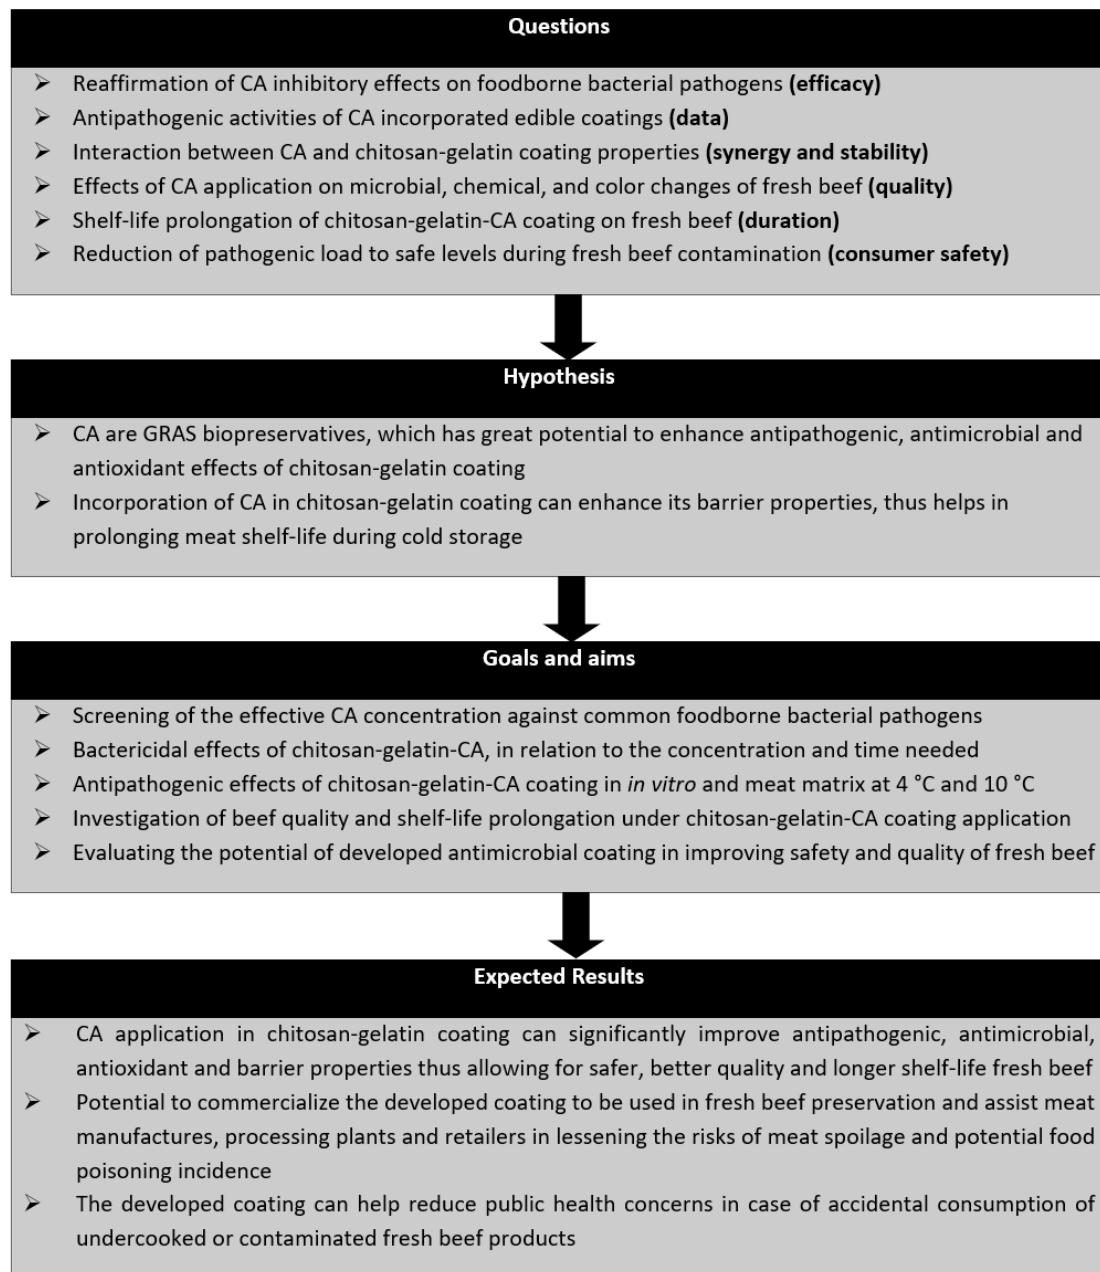 Questions
➢ Reaffirmation of CA inhibitory effects on foodborne bacterial pathogens (efficacy)
➢ Antipathogenic activities of CA incorporated edible coatings (data)
➢ Interaction between CA and chitosan-gelatin coating properties (synergy and stability)
➢ Effects of CA application on microbial, chemical, and color changes of fresh beef (quality)
➢ Shelf-life prolongation of chitosan-gelatin-CA coating on fresh beef (duration)
➢ Reduction of pathogenic load to safe levels during fresh beef contamination (consumer safety)
Hypothesis
➢ CA are GRAS biopreservatives, which has great potential to enhance antipathogenic, antimicrobial and
antioxidant effects of chitosan-gelatin coating
➢ Incorporation of CA in chitosan-gelatin coating can enhance its barrier properties, thus helps in
prolonging meat shelf-life during cold storage
Goals and aims
➢ Screening of the effective CA concentration against common foodborne bacterial pathogens
➢ Bactericidal effects of chitosan-gelatin-CA, in relation to the concentration and time needed
➢ Antipathogenic effects of chitosan-gelatin-CA coating in in vitro and meat matrix at 4 °C and 10 °C
➢ Investigation of beef quality and shelf-life prolongation under chitosan-gelatin-CA coating application
➢ Evaluating the potential of developed antimicrobial coating in improving safety and quality of fresh beef
Expected Results
➢ CA application in chitosan-gelatin coating can significantly improve antipathogenic, antimicrobial,
antioxidant and barrier properties thus allowing for safer, better quality and longer shelf-life fresh beef
➢ Potential to commercialize the developed coating to be used in fresh beef preservation and assist meat
manufactures, processing plants and retailers in lessening the risks of meat spoilage and potential food
poisoning incidence
➢ The developed coating can help reduce public health concerns in case of accidental consumption of
undercooked or contaminated fresh beef products